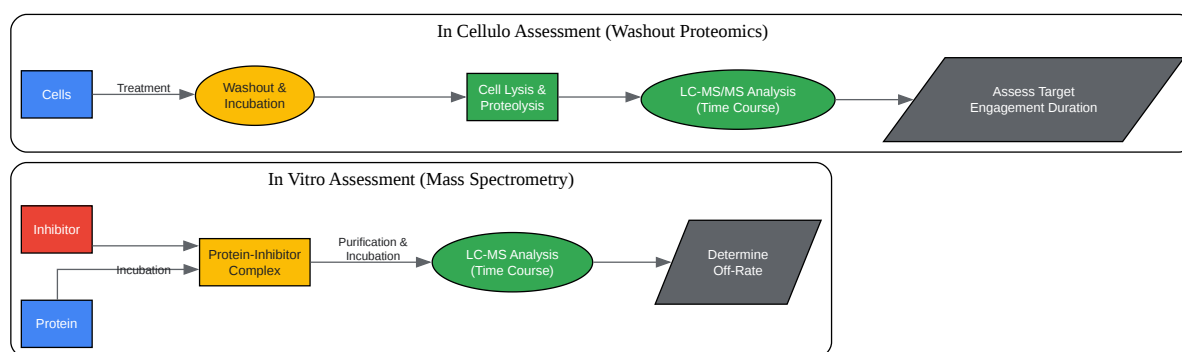 In Cellulo Assessment (Washout Proteomics)
Cells
Treatment
Washout &
Incubation
Cell Lysis &
Proteolysis
LC-MS/MS Analysis
(Time Course)
Assess Target
Engagement Duration
In Vitro Assessment (Mass Spectrometry)
Inhibitor
Protein
Incubation
Protein-Inhibitor
Complex
Purification &
Incubation
LC-MS Analysis
(Time Course)
Determine
Off-Rate